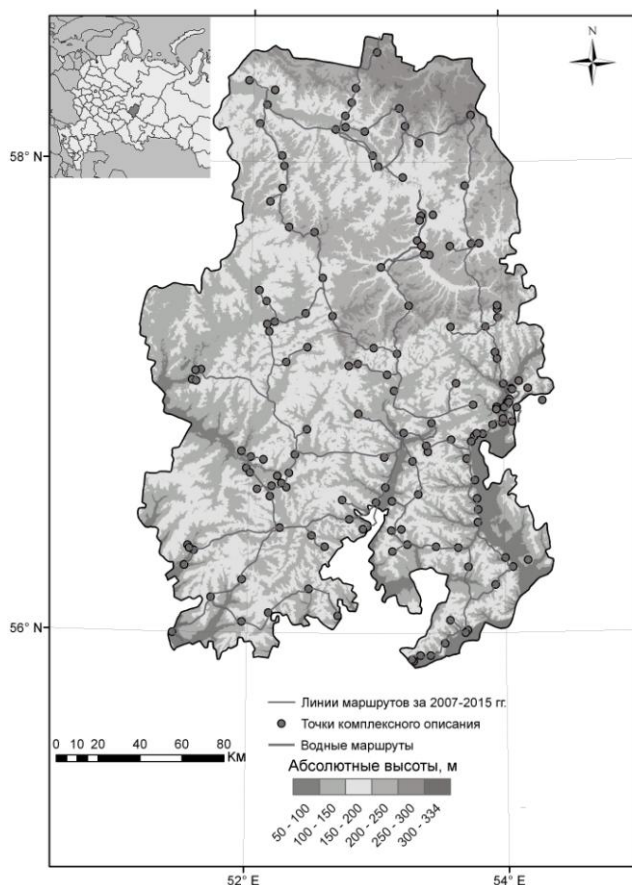 N
58° N
56° N
Линии маршрутов за 2007-2015 гг.
Точки комплексного описания
Водные маршруты
0 10 20 40 60 80
Км
Абсолютные высоты, м
50 - 100
100 - 150
150 - 200
200 - 250
250 - 300
300 - 334
52° E
54° E